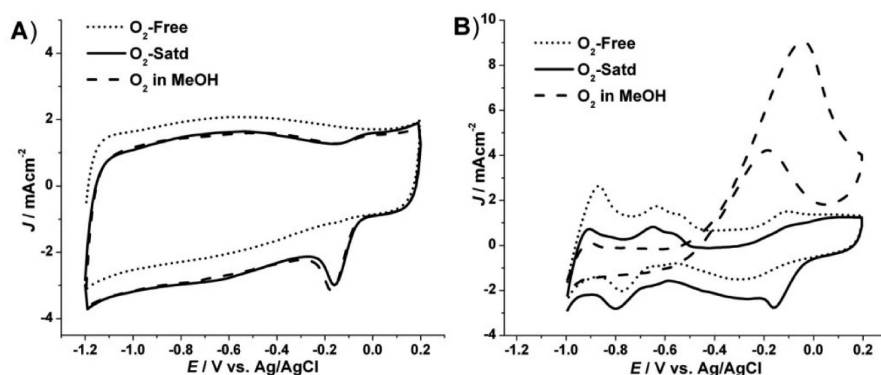 A)
O₂-Free
O₂-Satd
O₂ in MeOH
J / mAcm⁻²
4
2
0
-2
-4
-1.2 -1.0 -0.8 -0.6 -0.4 -0.2 0.0 0.2
E / V vs. Ag/AgCl
B)
O₂-Free
O₂-Satd
O₂ in MeOH
J / mAcm⁻²
10
8
6
4
2
0
-2
-4
-1.0 -0.8 -0.6 -0.4 -0.2 0.0 0.2
E / V vs. Ag/AgCl